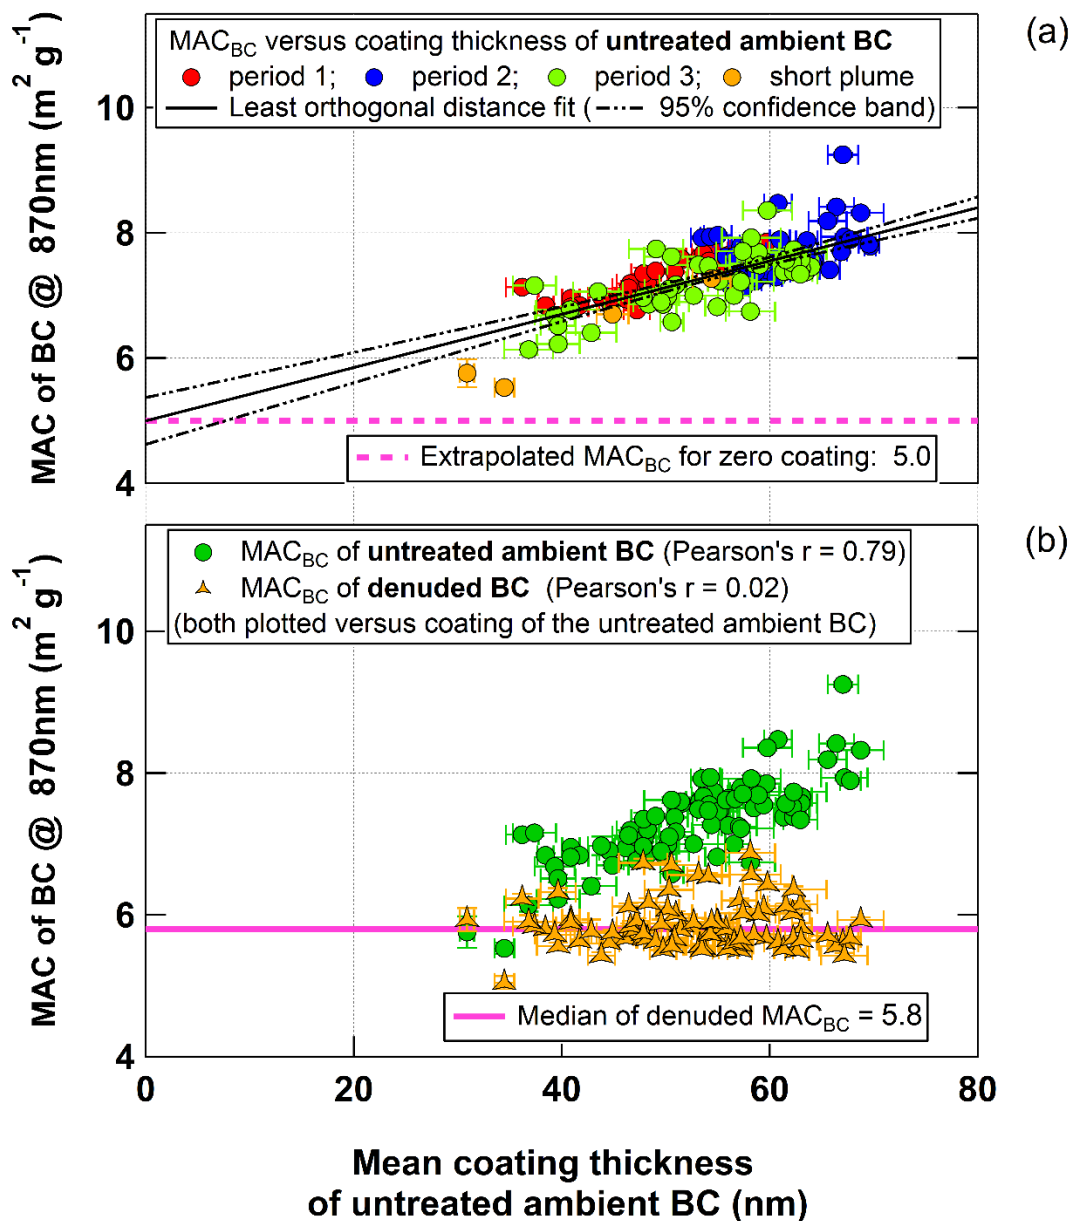 (a)
MAC_BC versus coating thickness of untreated ambient BC
period 1; period 2; period 3; short plume
Least orthogonal distance fit ( 95% confidence band)
MAC of BC @ 870nm (m² g⁻¹)
10
8
6
4
Extrapolated MAC_BC for zero coating: 5.0
(b)
MAC_BC of untreated ambient BC (Pearson's r = 0.79)
MAC_BC of denuded BC (Pearson's r = 0.02)
(both plotted versus coating of the untreated ambient BC)
MAC of BC @ 870nm (m² g⁻¹)
10
8
6
4
Median of denuded MAC_BC = 5.8
0 20 40 60 80
Mean coating thickness
of untreated ambient BC (nm)